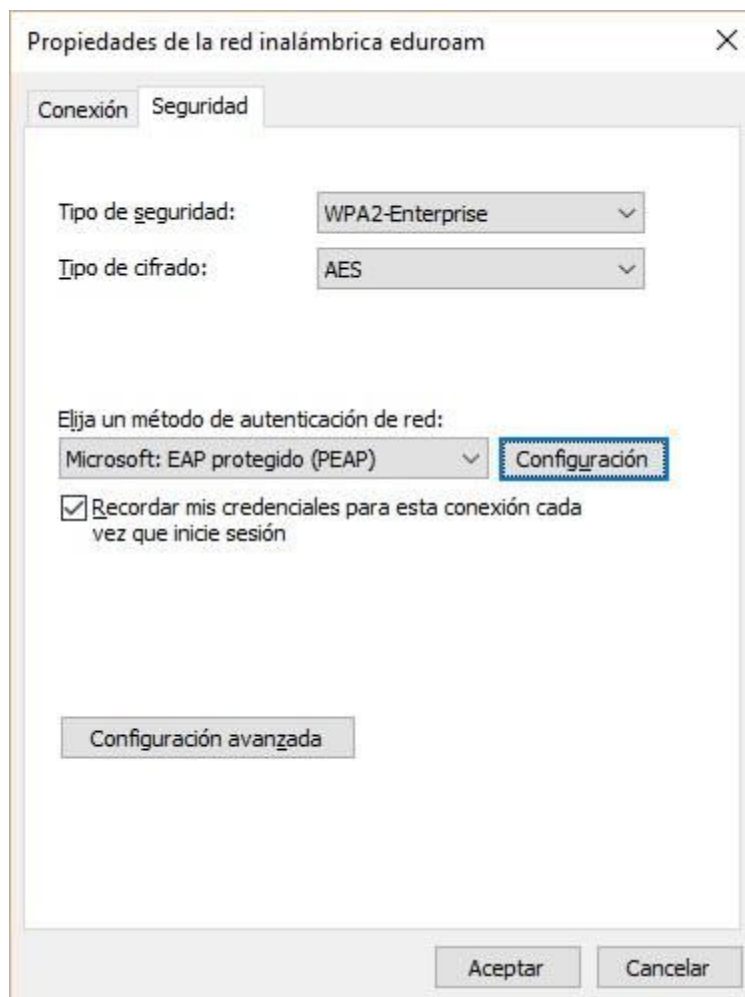 Propiedades de la red inalámbrica eduroam
Conexión
Seguridad
Tipo de seguridad:
WPA2-Enterprise
Tipo de cifrado:
AES
Elija un método de autenticación de red:
Microsoft: EAP protegido (PEAP)
Configuración
Recordar mis credenciales para esta conexión cada
vez que inicie sesión
Configuración avanzada
Aceptar
Cancelar